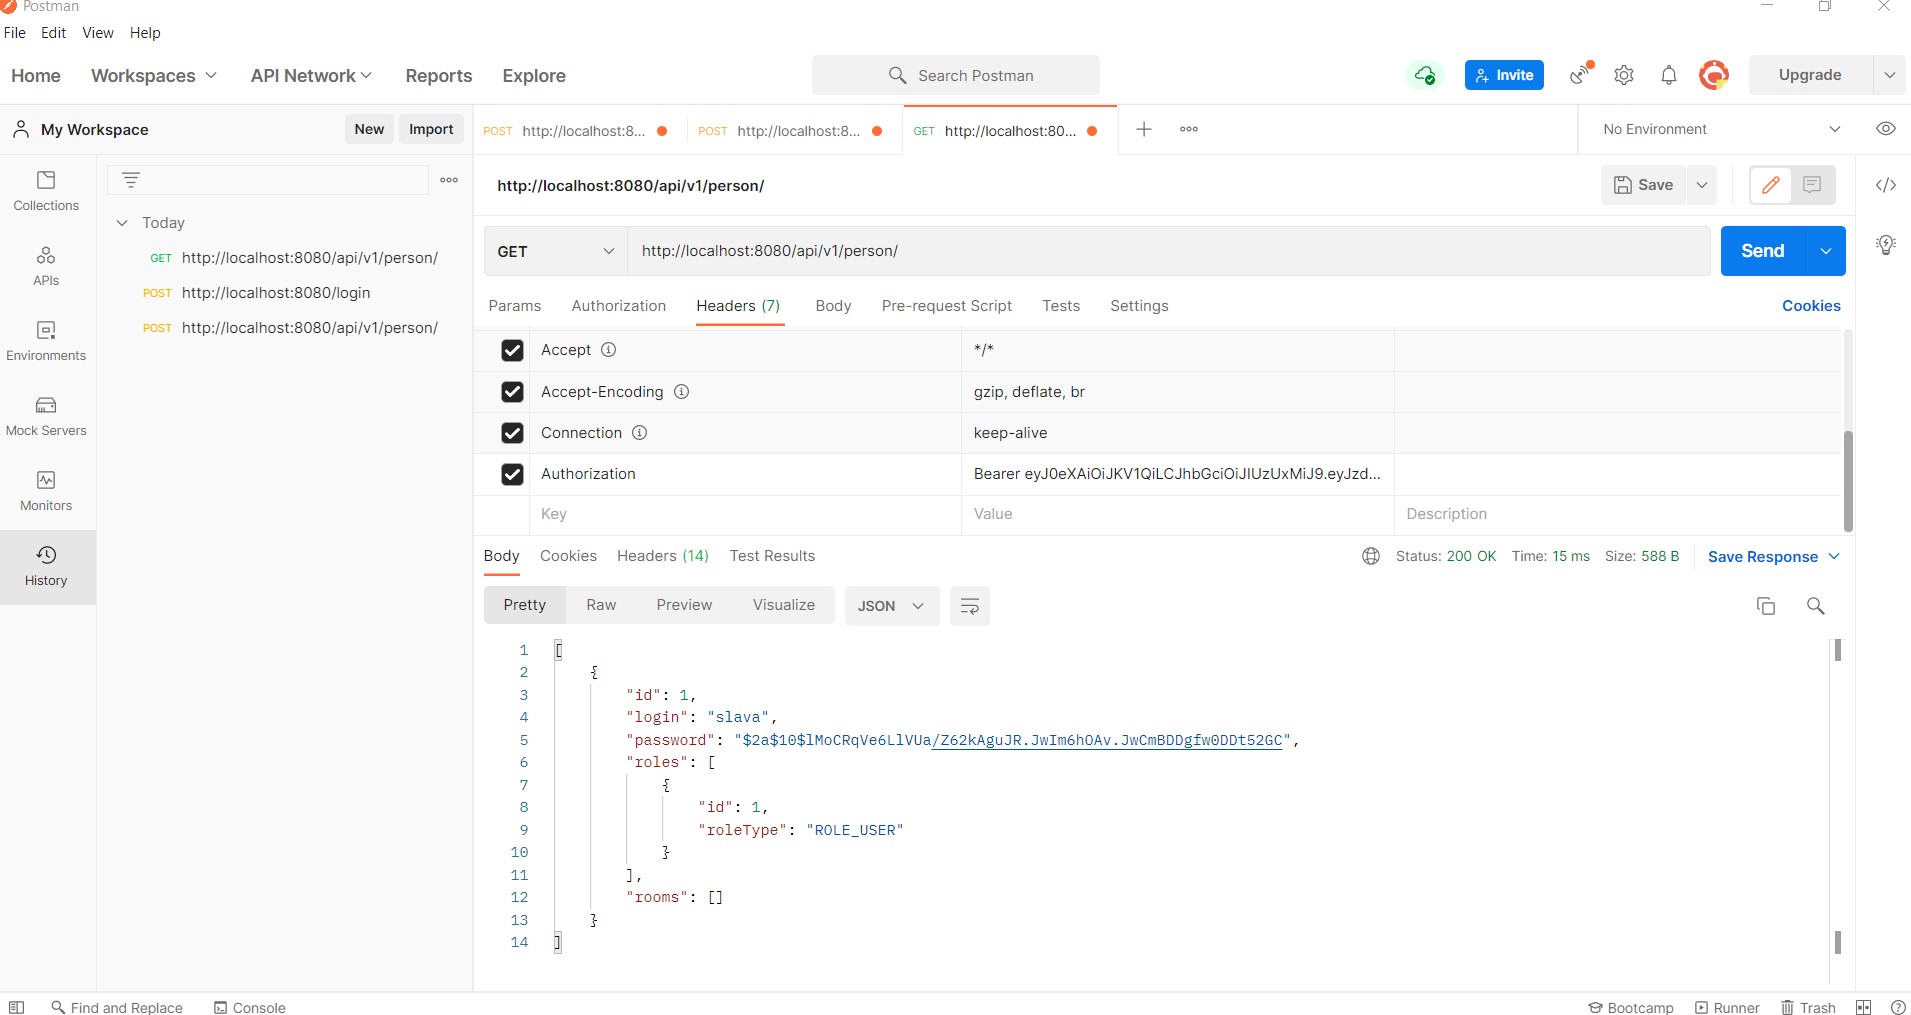 Postman
File Edit View Help
Home Workspaces API Network Reports Explore Search Postman Invite Upgrade
My Workspace New Import POST http://localhost:8... POST http://localhost:8... GET http://localhost:80... No Environment
Collections
APIs
Environments
Mock Servers
Monitors
History
Today
GET http://localhost:8080/api/v1/person/
POST http://localhost:8080/login
POST http://localhost:8080/api/v1/person/
http://localhost:8080/api/v1/person/ Save
GET http://localhost:8080/api/v1/person/ Send
Params Authorization Headers (7) Body Pre-request Script Tests Settings Cookies
Accept */*
Accept-Encoding gzip, deflate, br
Connection keep-alive
Authorization Bearer eyJ0eXAiOiJKV1QiLCJhbGciOiJIUzUxMiJ9.eyJzd...
Key Value Description
Body Cookies Headers (14) Test Results Status: 200 OK Time: 15 ms Size: 588 B Save Response
Pretty Raw Preview Visualize JSON
1 [
2 {
3 "id": 1,
4 "login": "slava",
5 "password": "$2a$10$lMoCRqVe6LlVUa/Z62kAguJR.JwIm6hOAv.JwCmBDDgfw0DDt52GC",
6 "roles": [
7 {
8 "id": 1,
9 "roleType": "ROLE_USER"
10 }
11 ],
12 "rooms": []
13 }
14 ]
Find and Replace Console Bootcamp Runner Trash